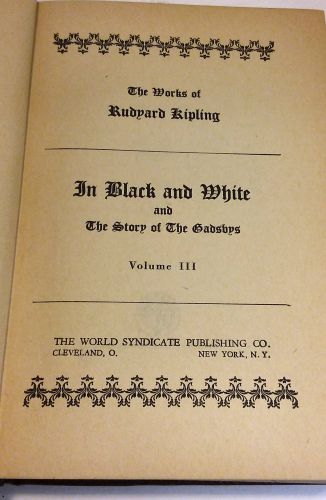 The Works of
Rudyard Kipling
In Black and White
and
The Story of The Gadsbys
Volume III
THE WORLD SYNDICATE PUBLISHING CO.
CLEVELAND, O. NEW YORK, N. Y.